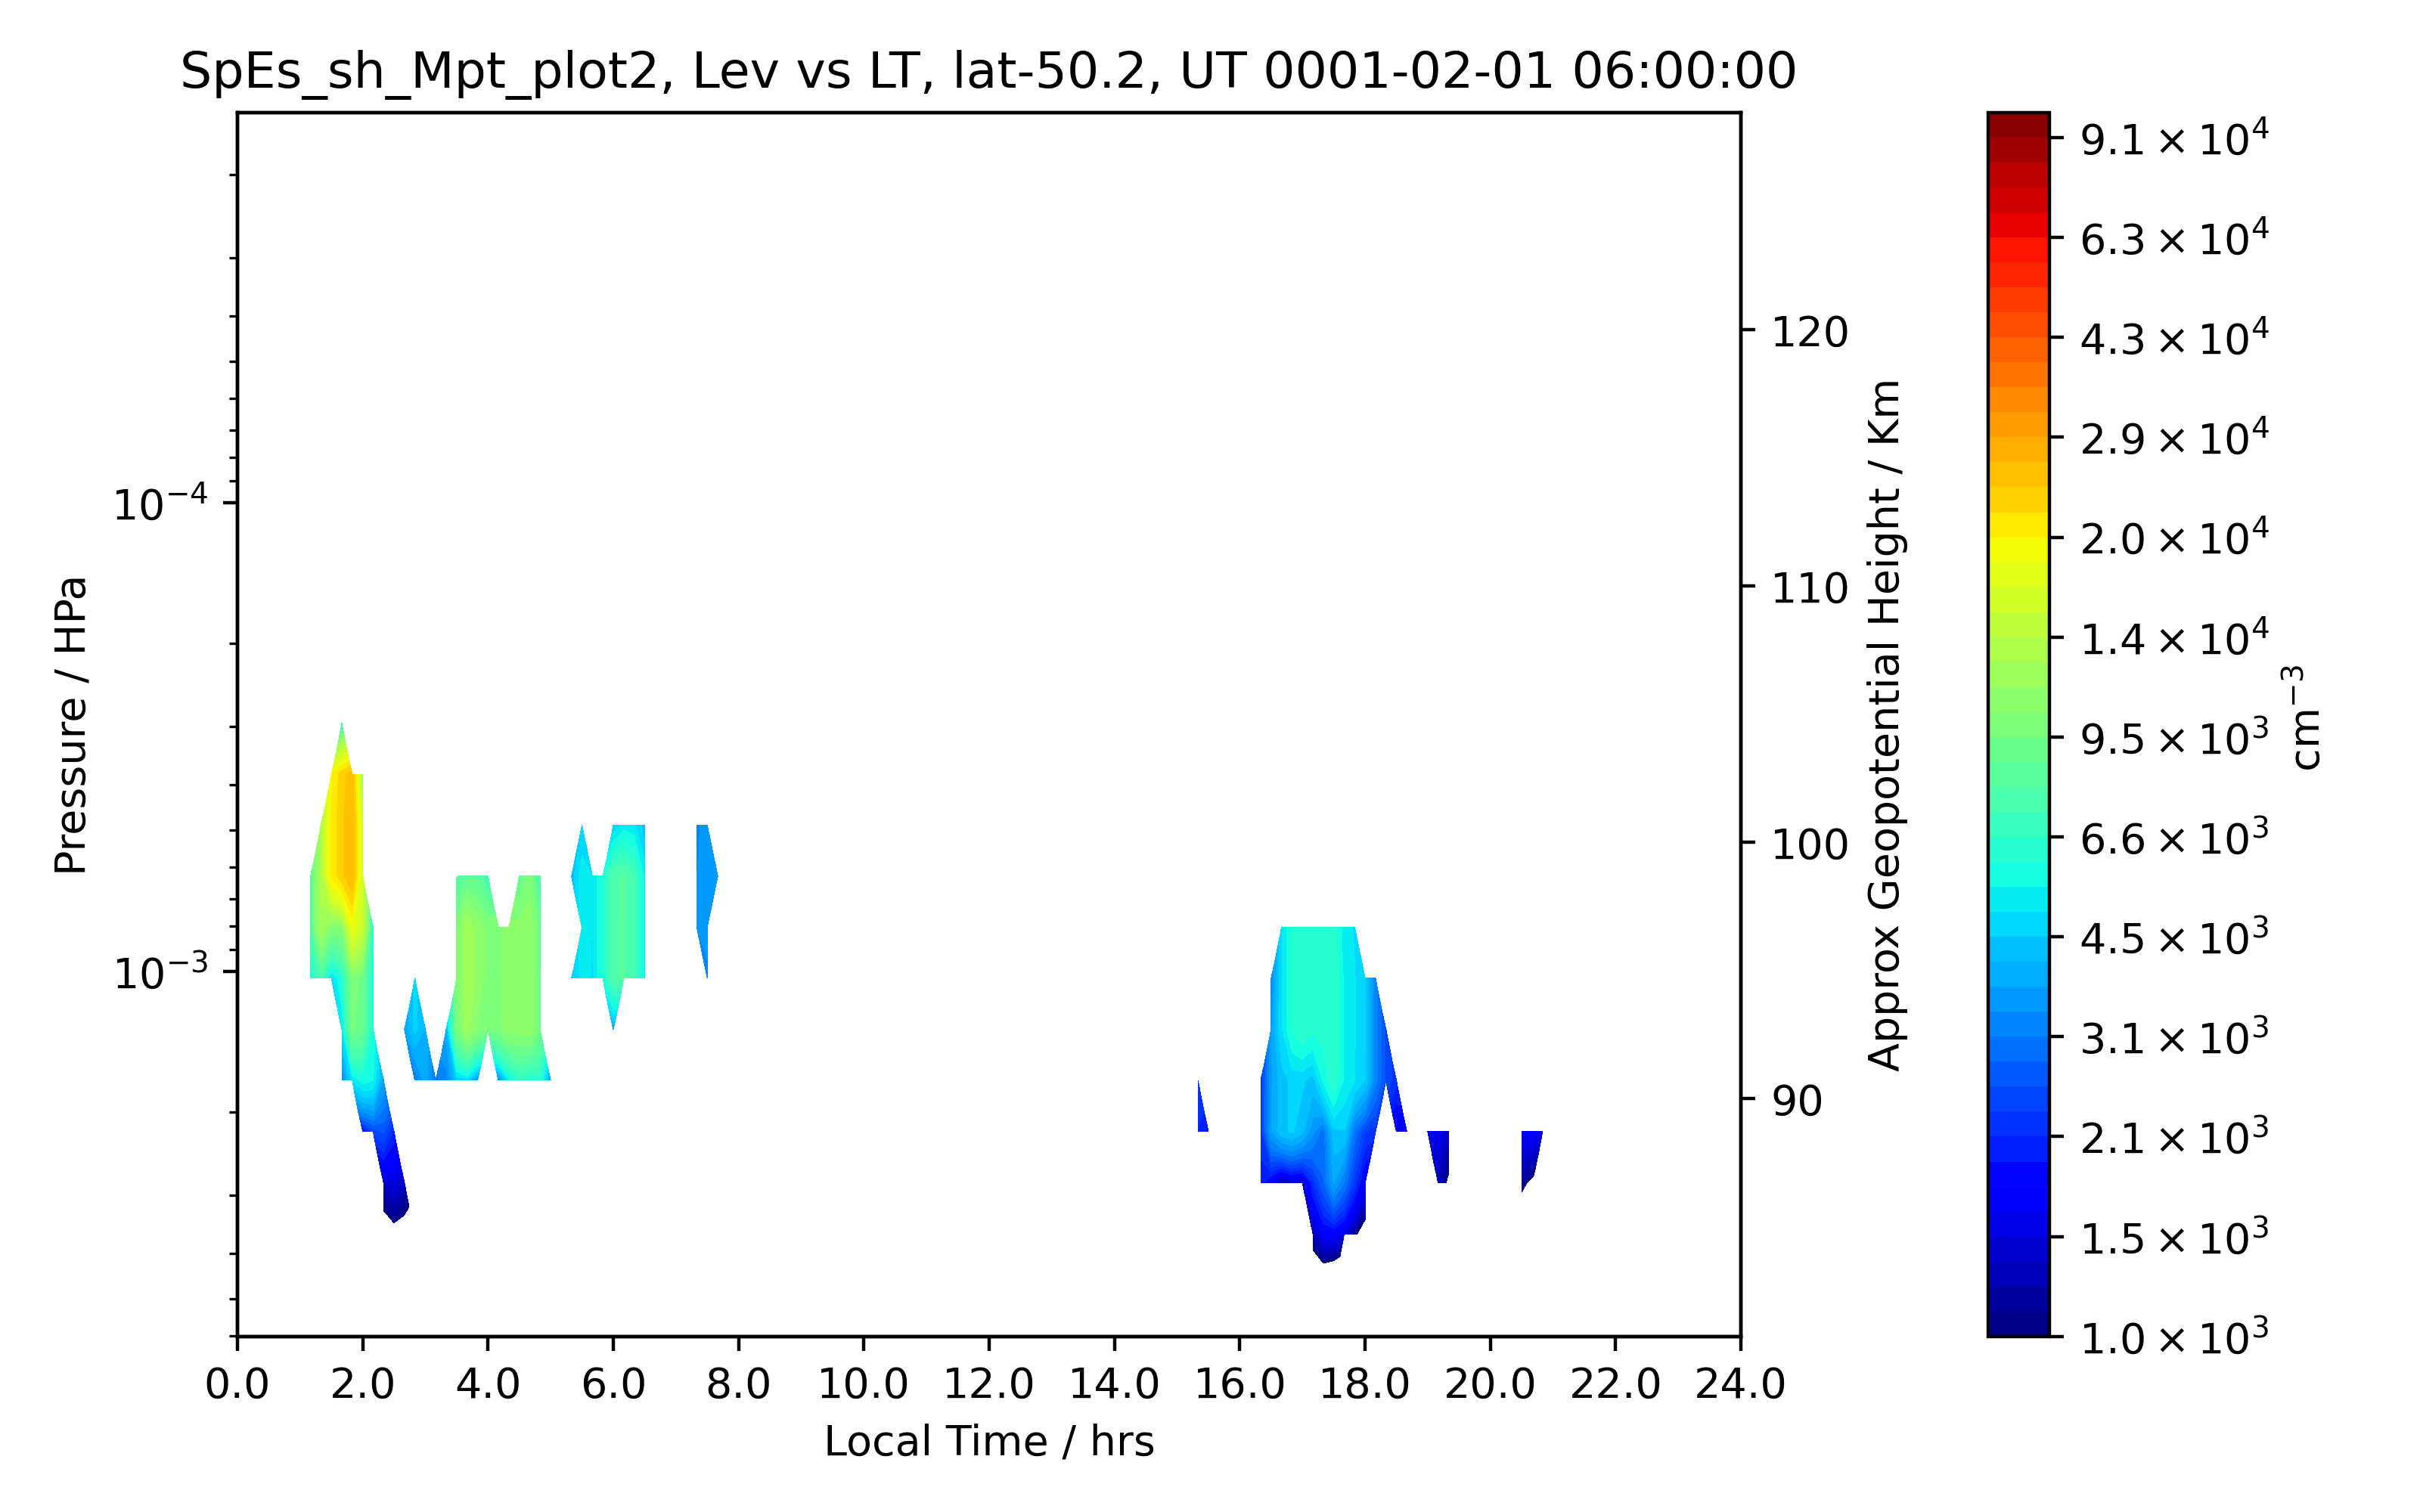 SpEs_sh_Mpt_plot2, Lev vs LT, lat-50.2, UT 0001-02-01 06:00:00
Pressure / HPa
10⁻⁴
10⁻³
0.0 2.0 4.0 6.0 8.0 10.0 12.0 14.0 16.0 18.0 20.0 22.0 24.0
Local Time / hrs
120
110
100
90
Approx Geopotential Height / Km
9.1 × 10⁴
6.3 × 10⁴
4.3 × 10⁴
2.9 × 10⁴
2.0 × 10⁴
1.4 × 10⁴
9.5 × 10³
6.6 × 10³
4.5 × 10³
3.1 × 10³
2.1 × 10³
1.5 × 10³
1.0 × 10³
cm⁻³